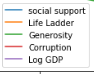 social support
Life Ladder
Generosity
Corruption
Log GDP